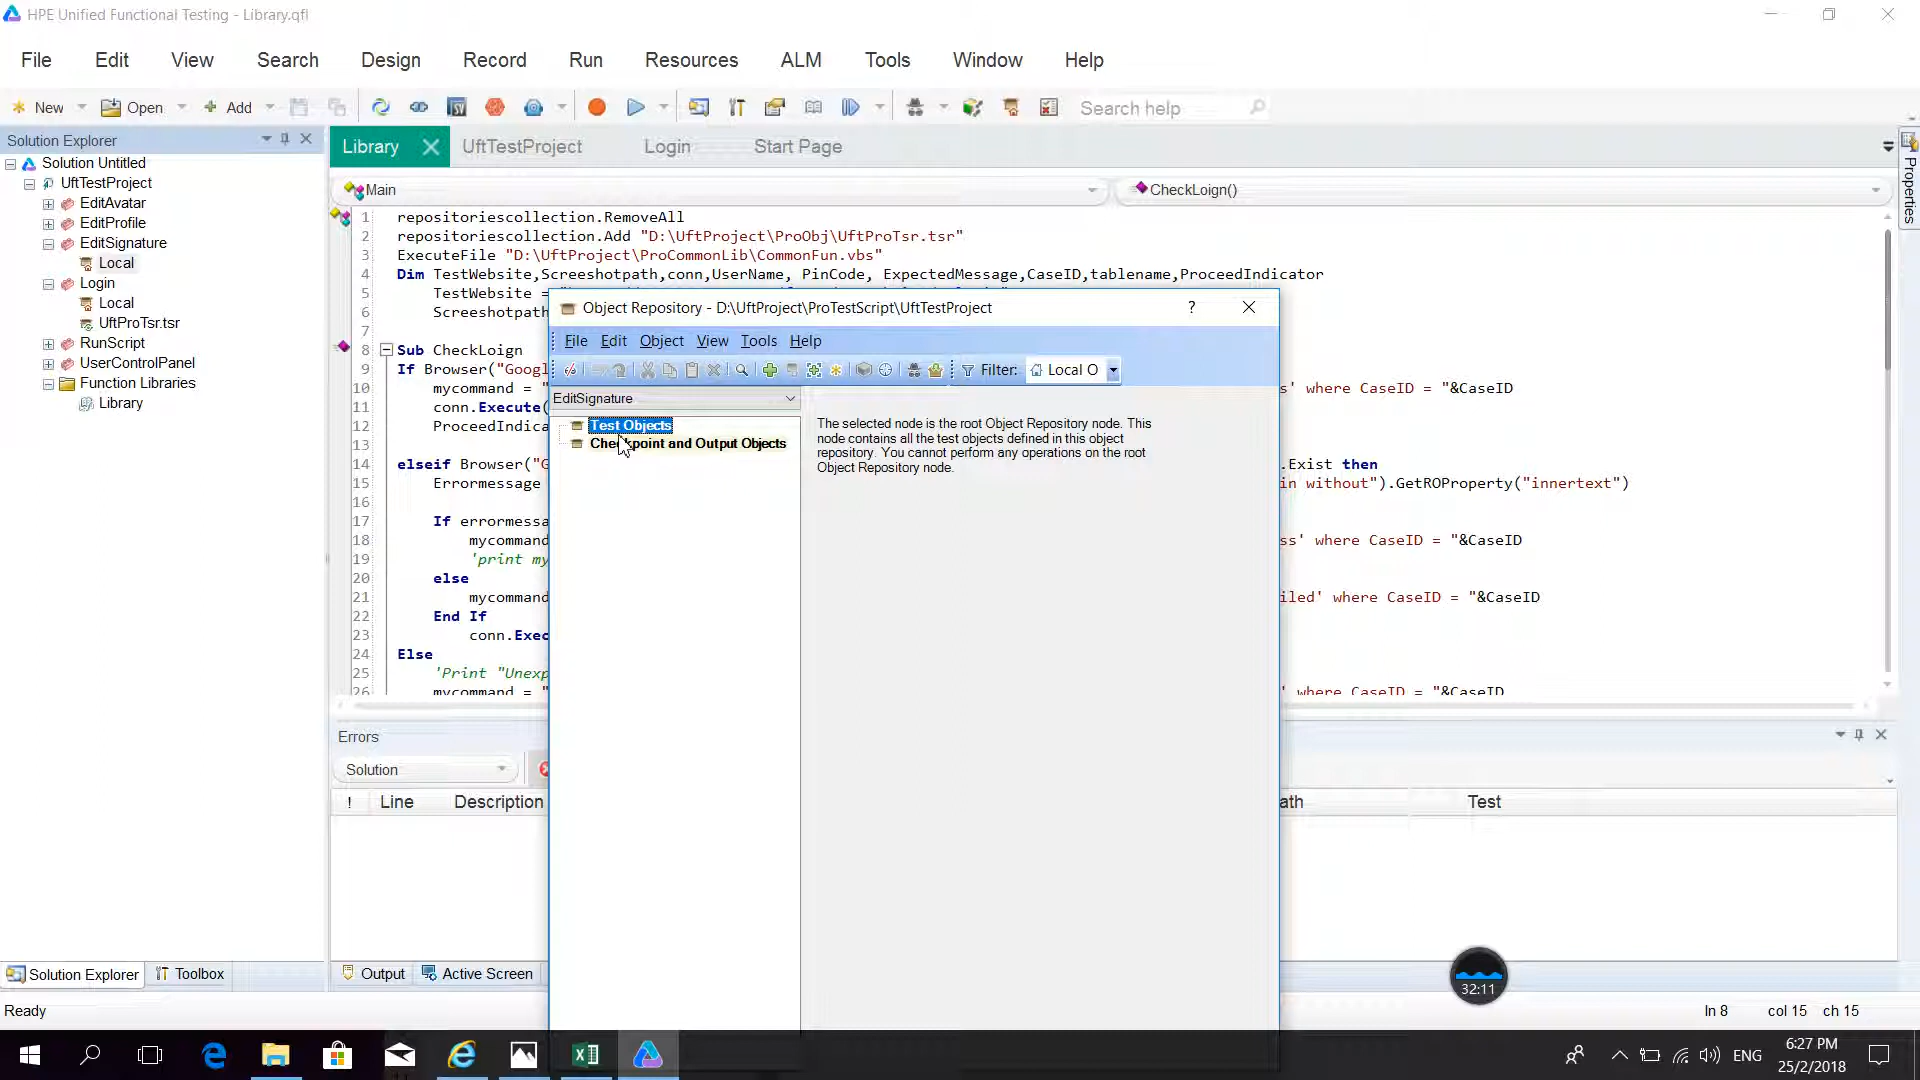 HPE Unified Functional Testing - Library.qfl
File Edit View Search Design Record Run Resources ALM Tools Window Help
New Open Add Search help
Solution Explorer
Solution Untitled
UftTestProject
EditAvatar
EditProfile
EditSignature
Local
Login
Local
UftProTsr.tsr
RunScript
UserControlPanel
Function Libraries
Library
Solution Explorer Toolbox
Library UftTestProject Login Start Page
Main CheckLoign()
1 repositoriescollection.RemoveAll
2 repositoriescollection.Add "D:\UftProject\ProObj\UftProTsr.tsr"
3 ExecuteFile "D:\UftProject\ProCommonLib\CommonFun.vbs"
4 Dim TestWebsite,Screeshotpath,conn,UserName, PinCode, ExpectedMessage,CaseID,tablename,ProceedIndicator
5 TestWebsite =
6 Screeshotpath
7
8 Sub CheckLoign
9 If Browser("Googl
10 mycommand = " s' where CaseID = "&CaseID
11 conn.Execute(
12 ProceedIndica
13
14 elseif Browser("G .Exist then
15 Errormessage in without").GetROProperty("innertext")
16
17 If errormessa
18 mycommand ss' where CaseID = "&CaseID
19 'print my
20 else
21 mycommand iled' where CaseID = "&CaseID
22 End If
23 conn.Exec
24 Else
25 'Print "Unexp
26 mycommand = " ' where CaseID = "&CaseID
Object Repository - D:\UftProject\ProTestScript\UftTestProject
File Edit Object View Tools Help
Filter: Local O
EditSignature
Test Objects
Checkpoint and Output Objects
The selected node is the root Object Repository node. This
node contains all the test objects defined in this object
repository. You cannot perform any operations on the root
Object Repository node.
Properties
Errors
Solution
! Line Description ath Test
Output Active Screen
32:11
Ready ln 8 col 15 ch 15
ENG 6:27 PM
25/2/2018